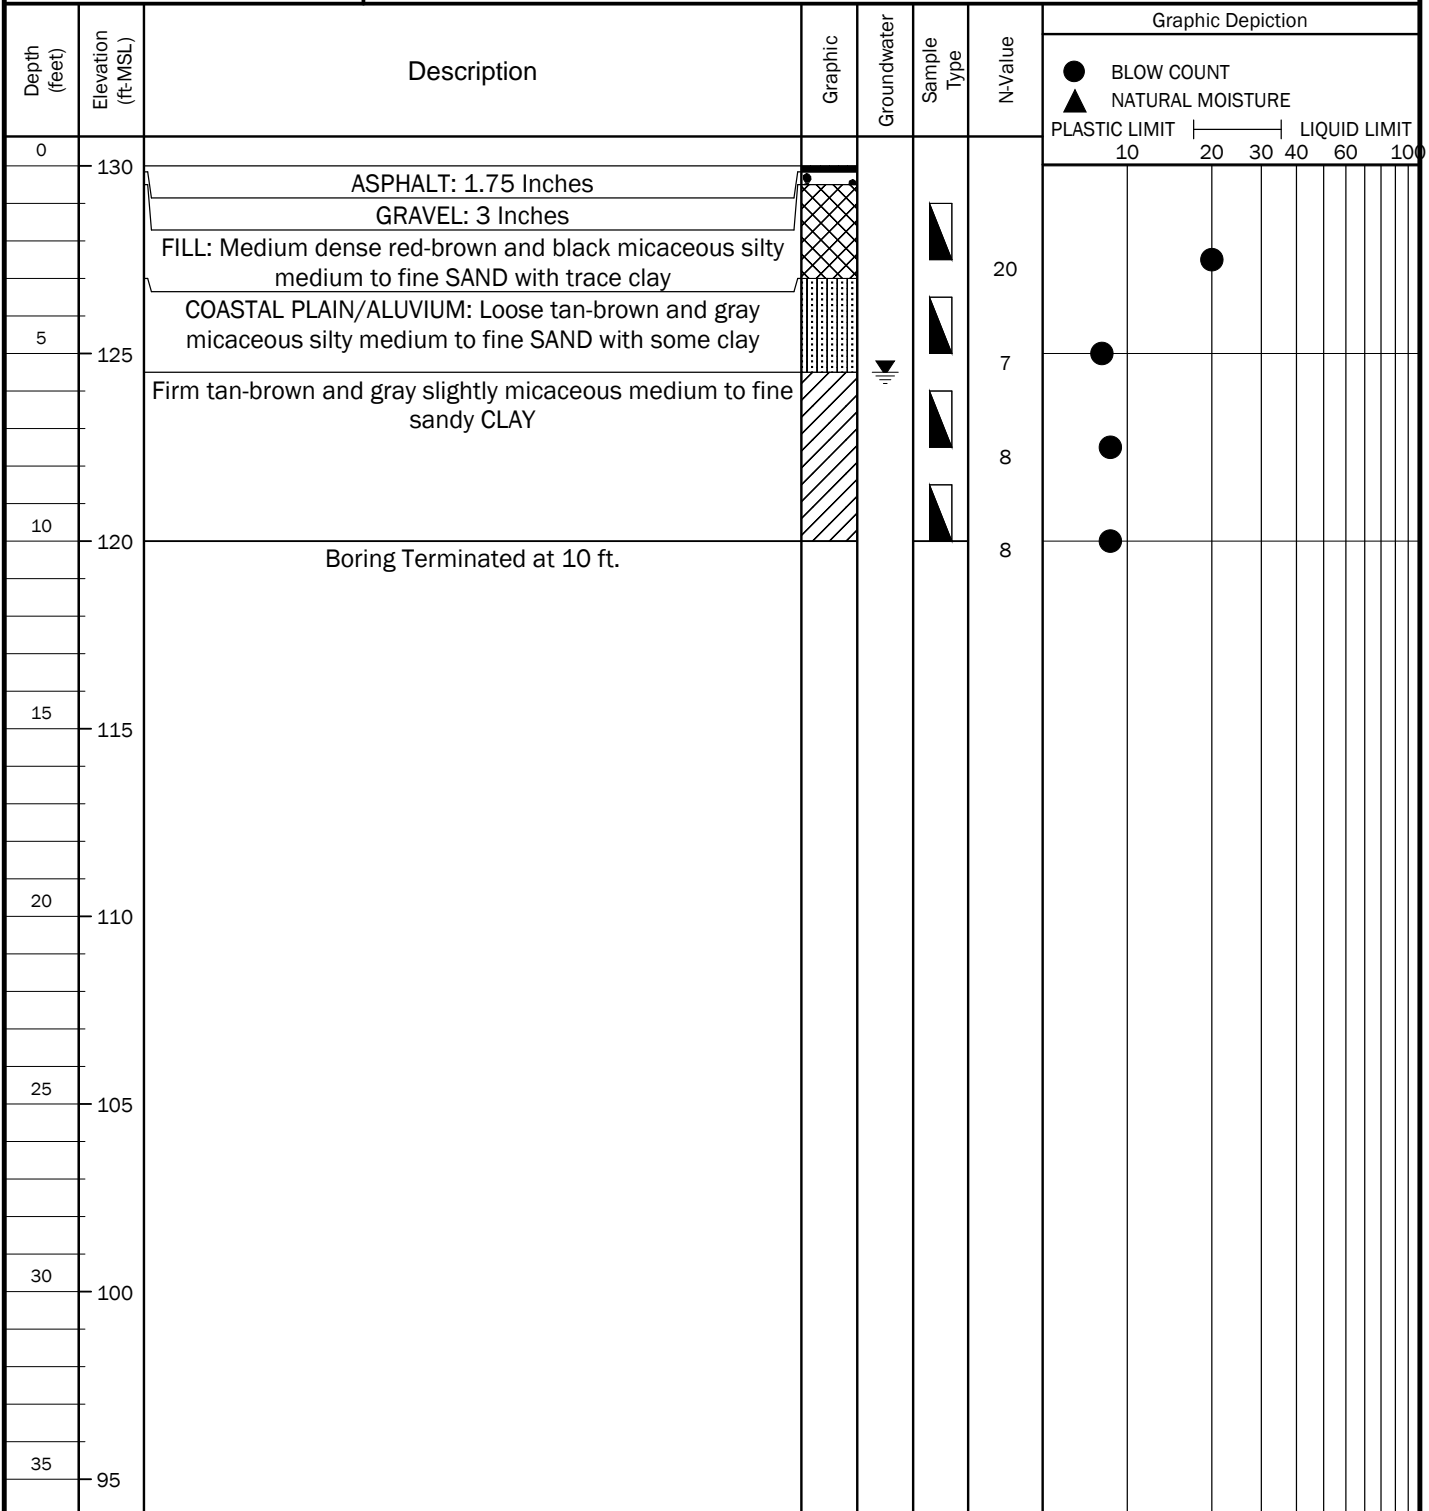 Depth
(feet)
Elevation
(ft-MSL)
Description
Graphic
Groundwater
Sample
Type
N-Value
Graphic Depiction
BLOW COUNT
NATURAL MOISTURE
PLASTIC LIMIT LIQUID LIMIT
10 20 30 40 60 100
0
130
ASPHALT: 1.75 Inches
GRAVEL: 3 Inches
FILL: Medium dense red-brown and black micaceous silty
medium to fine SAND with trace clay
20
COASTAL PLAIN/ALUVIUM: Loose tan-brown and gray
micaceous silty medium to fine SAND with some clay
5
125
7
Firm tan-brown and gray slightly micaceous medium to fine
sandy CLAY
8
10
120
8
Boring Terminated at 10 ft.
15
115
20
110
25
105
30
100
35
95